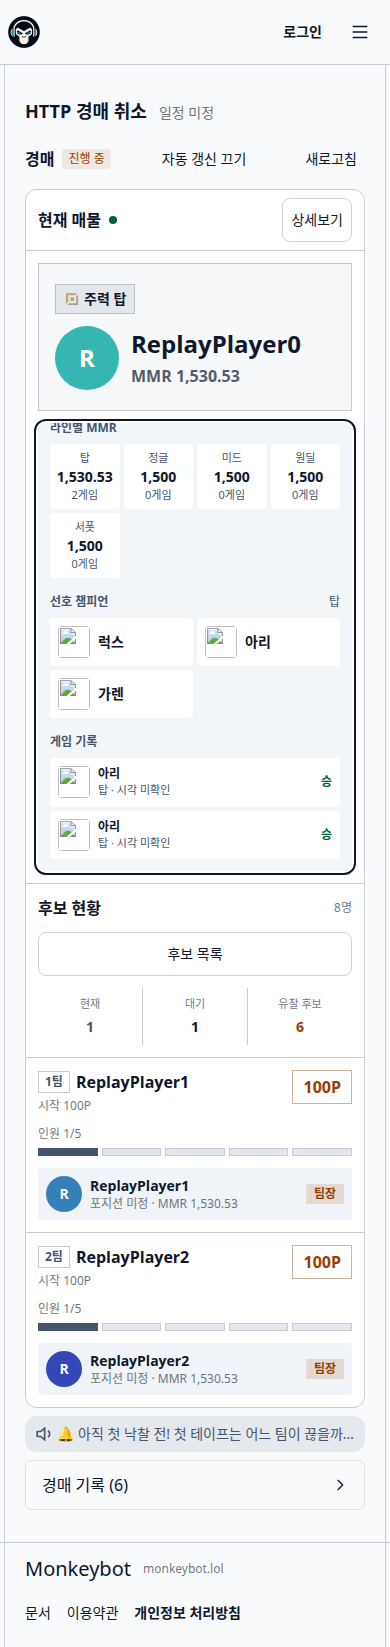 로그인
HTTP 경매 취소 일정 미정
경매 진행 중 자동 갱신 끄기 새로고침
현재 매물 상세보기
주력 탑
R ReplayPlayer0
MMR 1,530.53
라인별 MMR
탑 정글 미드 원딜
1,530.53 1,500 1,500 1,500
2게임 0게임 0게임 0게임
서폿
1,500
0게임
선호 챔피언 탑
럭스 아리
가렌
게임 기록
아리
탑 · 시각 미확인 승
아리
탑 · 시각 미확인 승
후보 현황 8명
후보 목록
현재 대기 유찰 후보
1 1 6
1팀 ReplayPlayer1 100P
시작 100P
인원 1/5
R ReplayPlayer1 팀장
포지션 미정 · MMR 1,530.53
2팀 ReplayPlayer2 100P
시작 100P
인원 1/5
R ReplayPlayer2 팀장
포지션 미정 · MMR 1,530.53
🔔 아직 첫 낙찰 전! 첫 테이프는 어느 팀이 끊을까...
경매 기록 (6)
Monkeybot monkeybot.lol
문서 이용약관 개인정보 처리방침